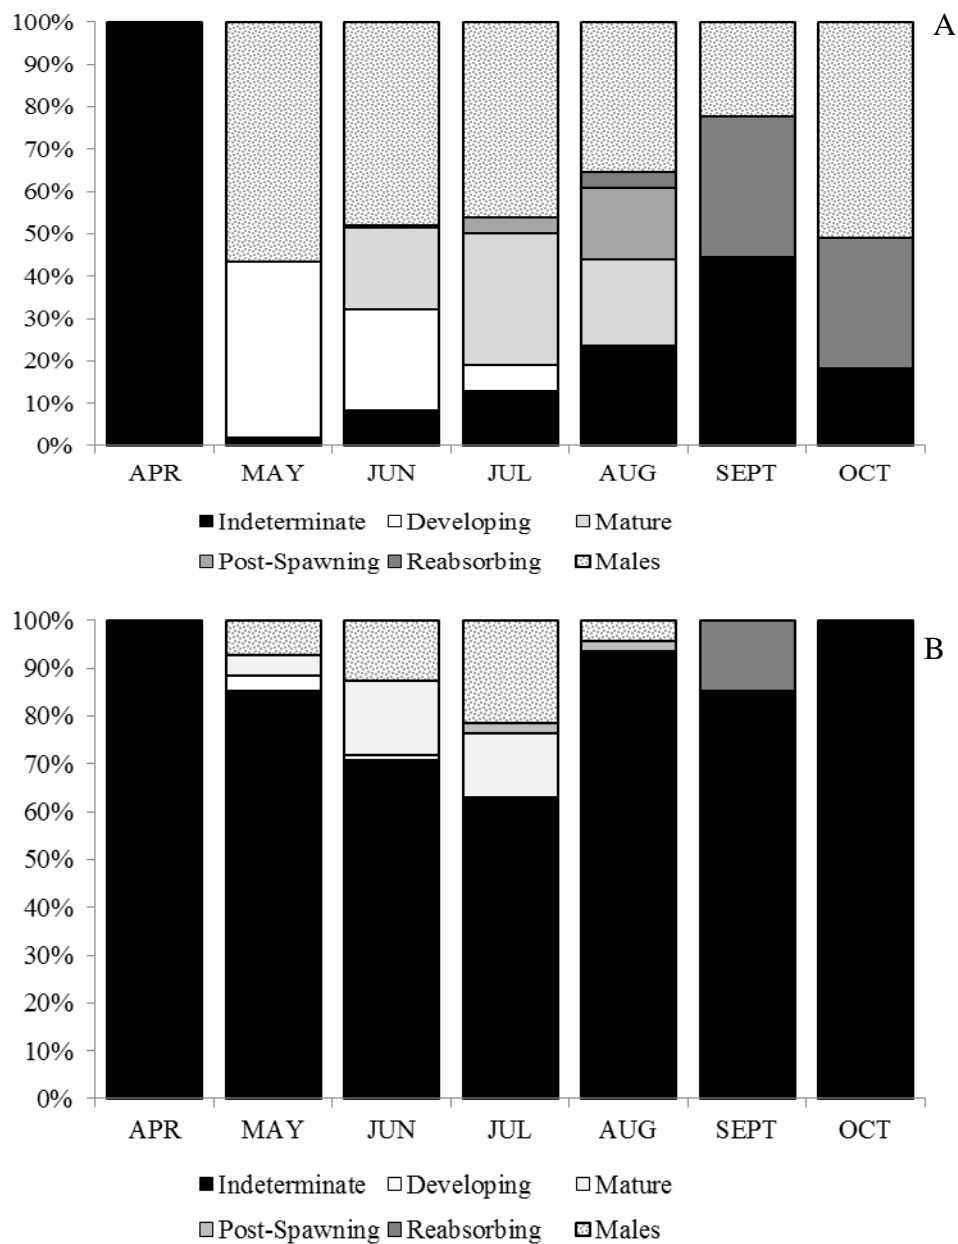 A
100%
90%
80%
70%
60%
50%
40%
30%
20%
10%
0%
APR MAY JUN JUL AUG SEPT OCT
Indeterminate Developing Mature
Post-Spawning Reabsorbing Males
B
100%
90%
80%
70%
60%
50%
40%
30%
20%
10%
0%
APR MAY JUN JUL AUG SEPT OCT
Indeterminate Developing Mature
Post-Spawning Reabsorbing Males